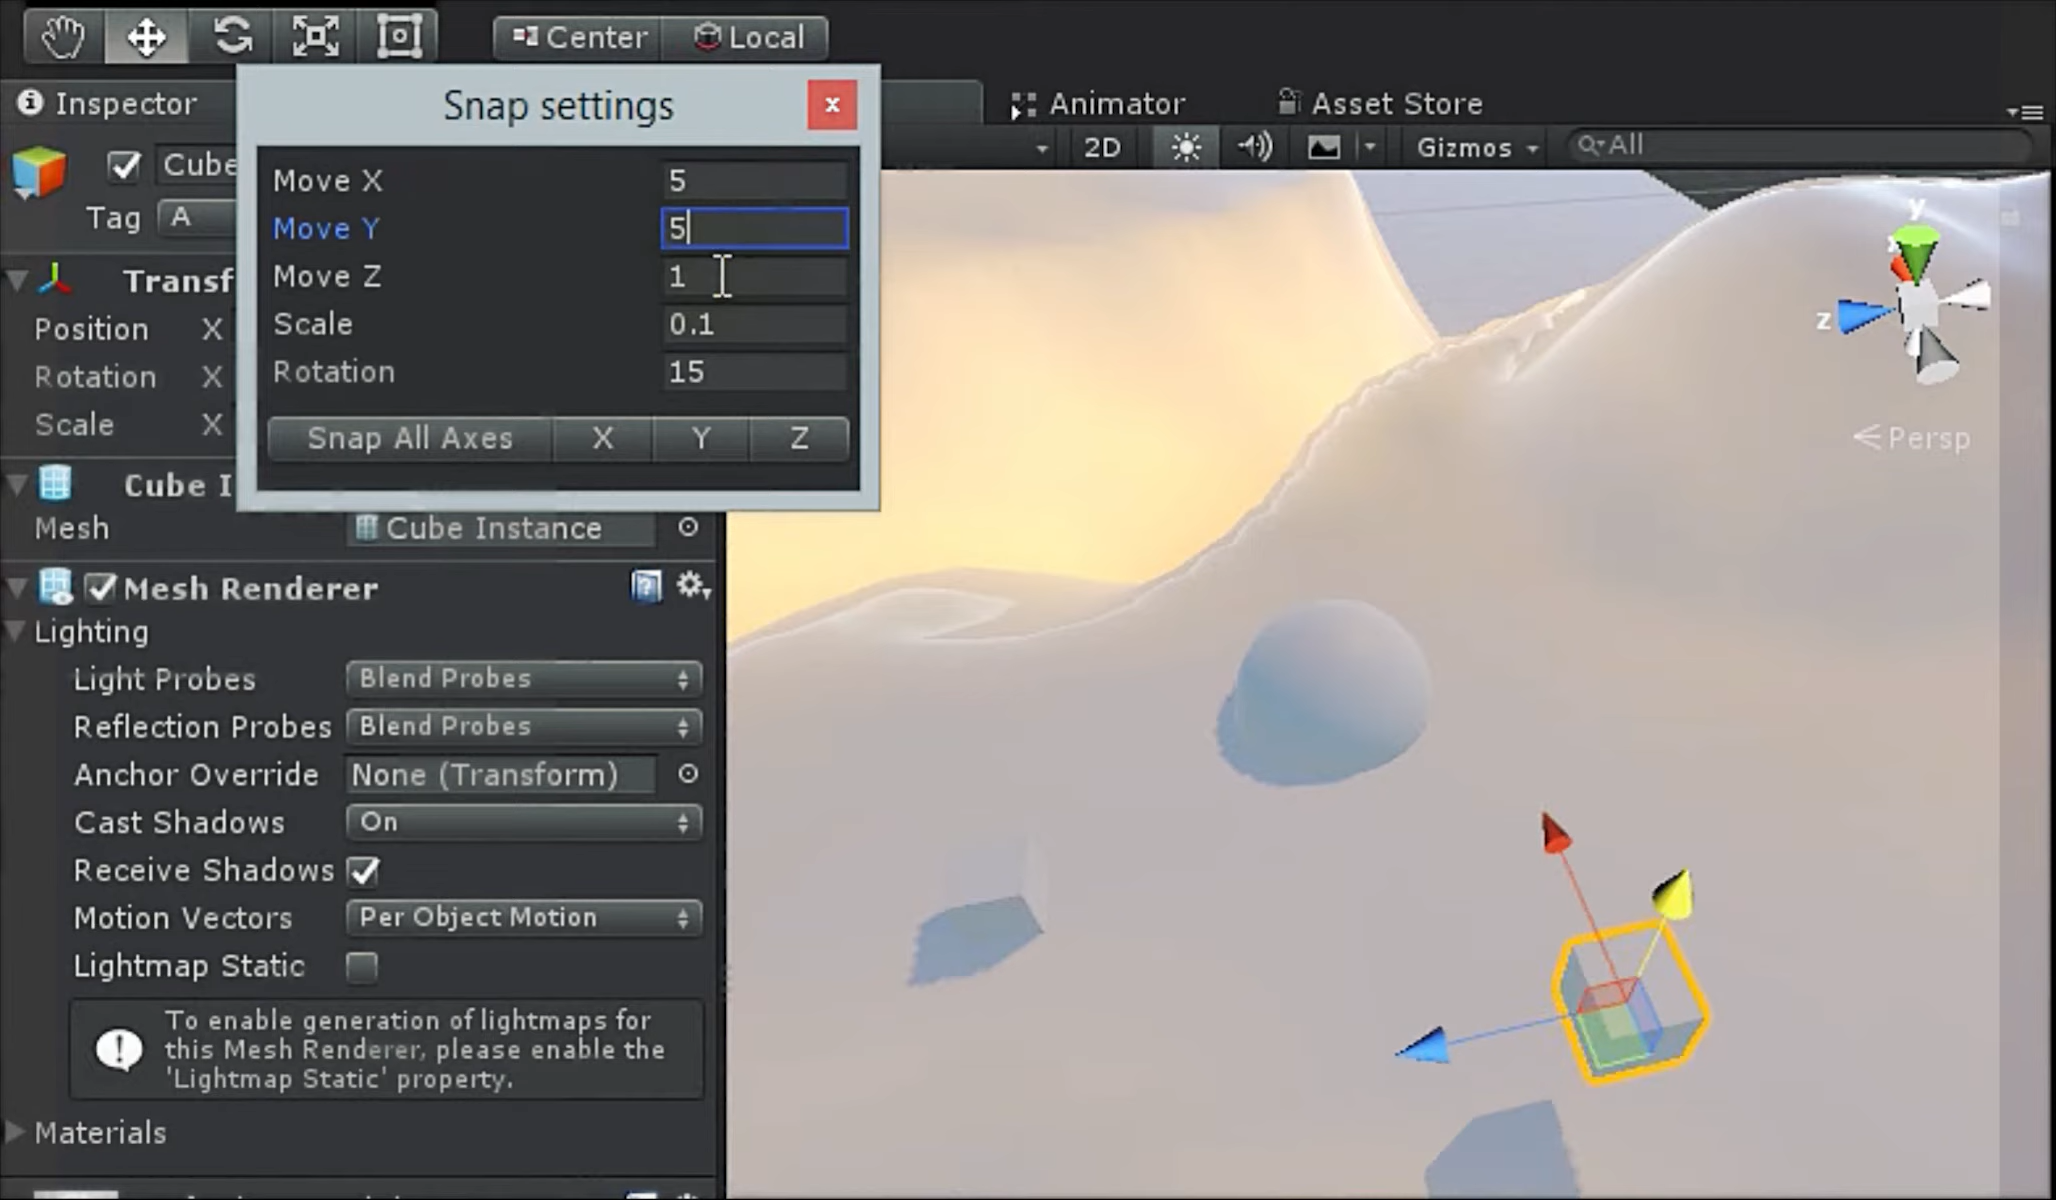 Center Local
Inspector
Snap settings
x
Animator
Asset Store
2D
Gizmos
All
Cube
Tag A
Move X 5
Move Y 5
Move Z 1
Scale 0.1
Rotation 15
Snap All Axes X Y Z
Transf
Position X
Rotation X
Scale X
Cube I
Mesh Cube Instance
Mesh Renderer
Lighting
Light Probes Blend Probes
Reflection Probes Blend Probes
Anchor Override None (Transform)
Cast Shadows On
Receive Shadows
Motion Vectors Per Object Motion
Lightmap Static
To enable generation of lightmaps for
this Mesh Renderer, please enable the
'Lightmap Static' property.
Materials
y
z
Persp